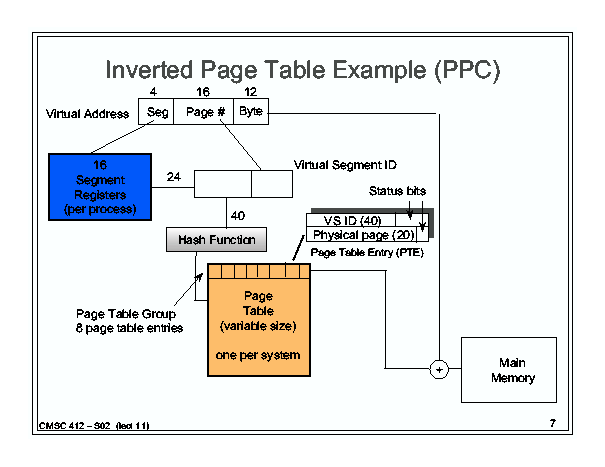 Inverted Page Table Example (PPC)
4 16 12
Virtual Address Seg Page # Byte
16
Segment
Registers
(per process)
24
Virtual Segment ID
Status bits
40
VS ID (40)
Physical page (20)
Page Table Entry (PTE)
Hash Function
Page Table Group
8 page table entries
Page
Table
(variable size)
one per system
+
Main
Memory
CMSC 412 – S02 (lect 11)
7